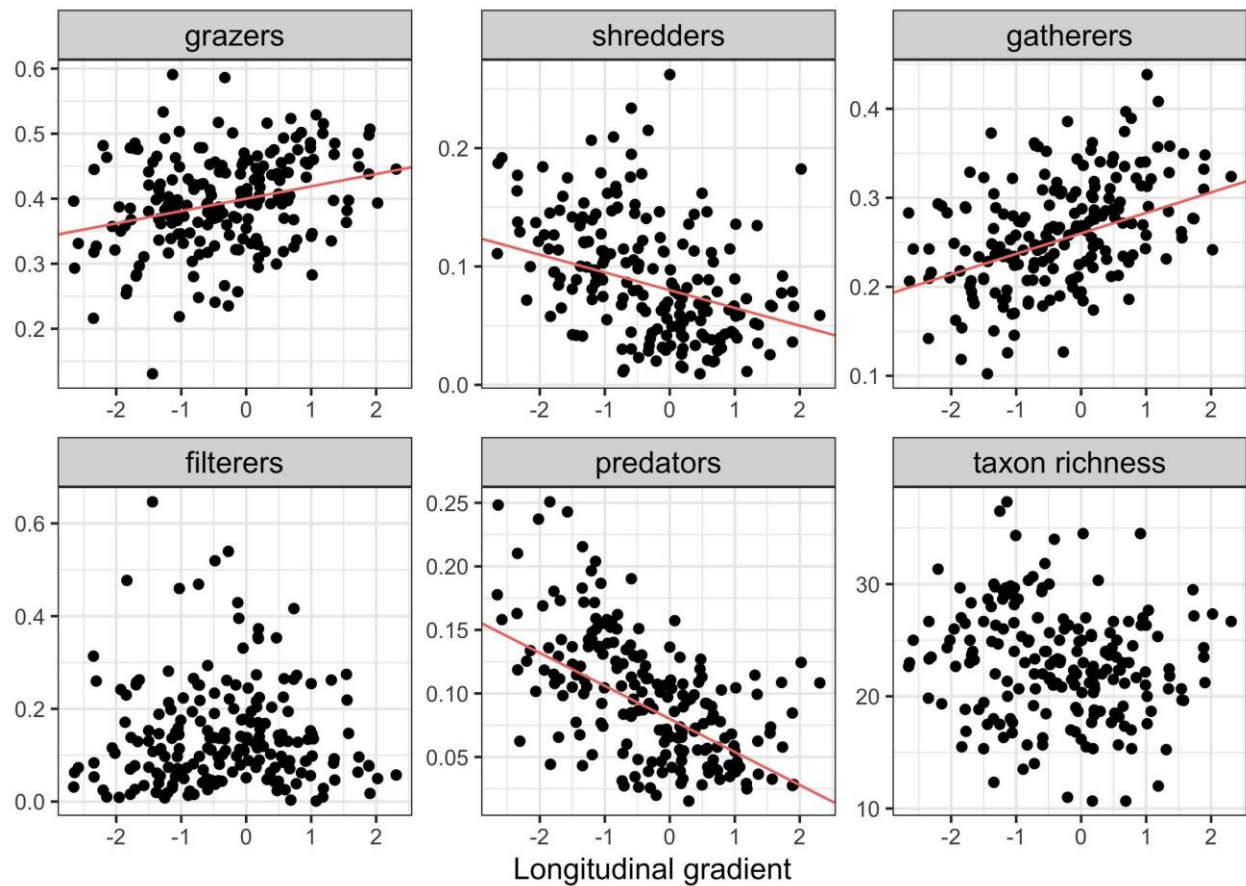 grazers shredders gatherers
0.6
0.5
0.4
0.3
0.2
-2 -1 0 1 2
0.2
0.1
0.0
-2 -1 0 1 2
0.4
0.3
0.2
0.1
-2 -1 0 1 2
filterers predators taxon richness
0.6
0.4
0.2
0.0
-2 -1 0 1 2
0.25
0.20
0.15
0.10
0.05
-2 -1 0 1 2
30
20
10
-2 -1 0 1 2
Longitudinal gradient